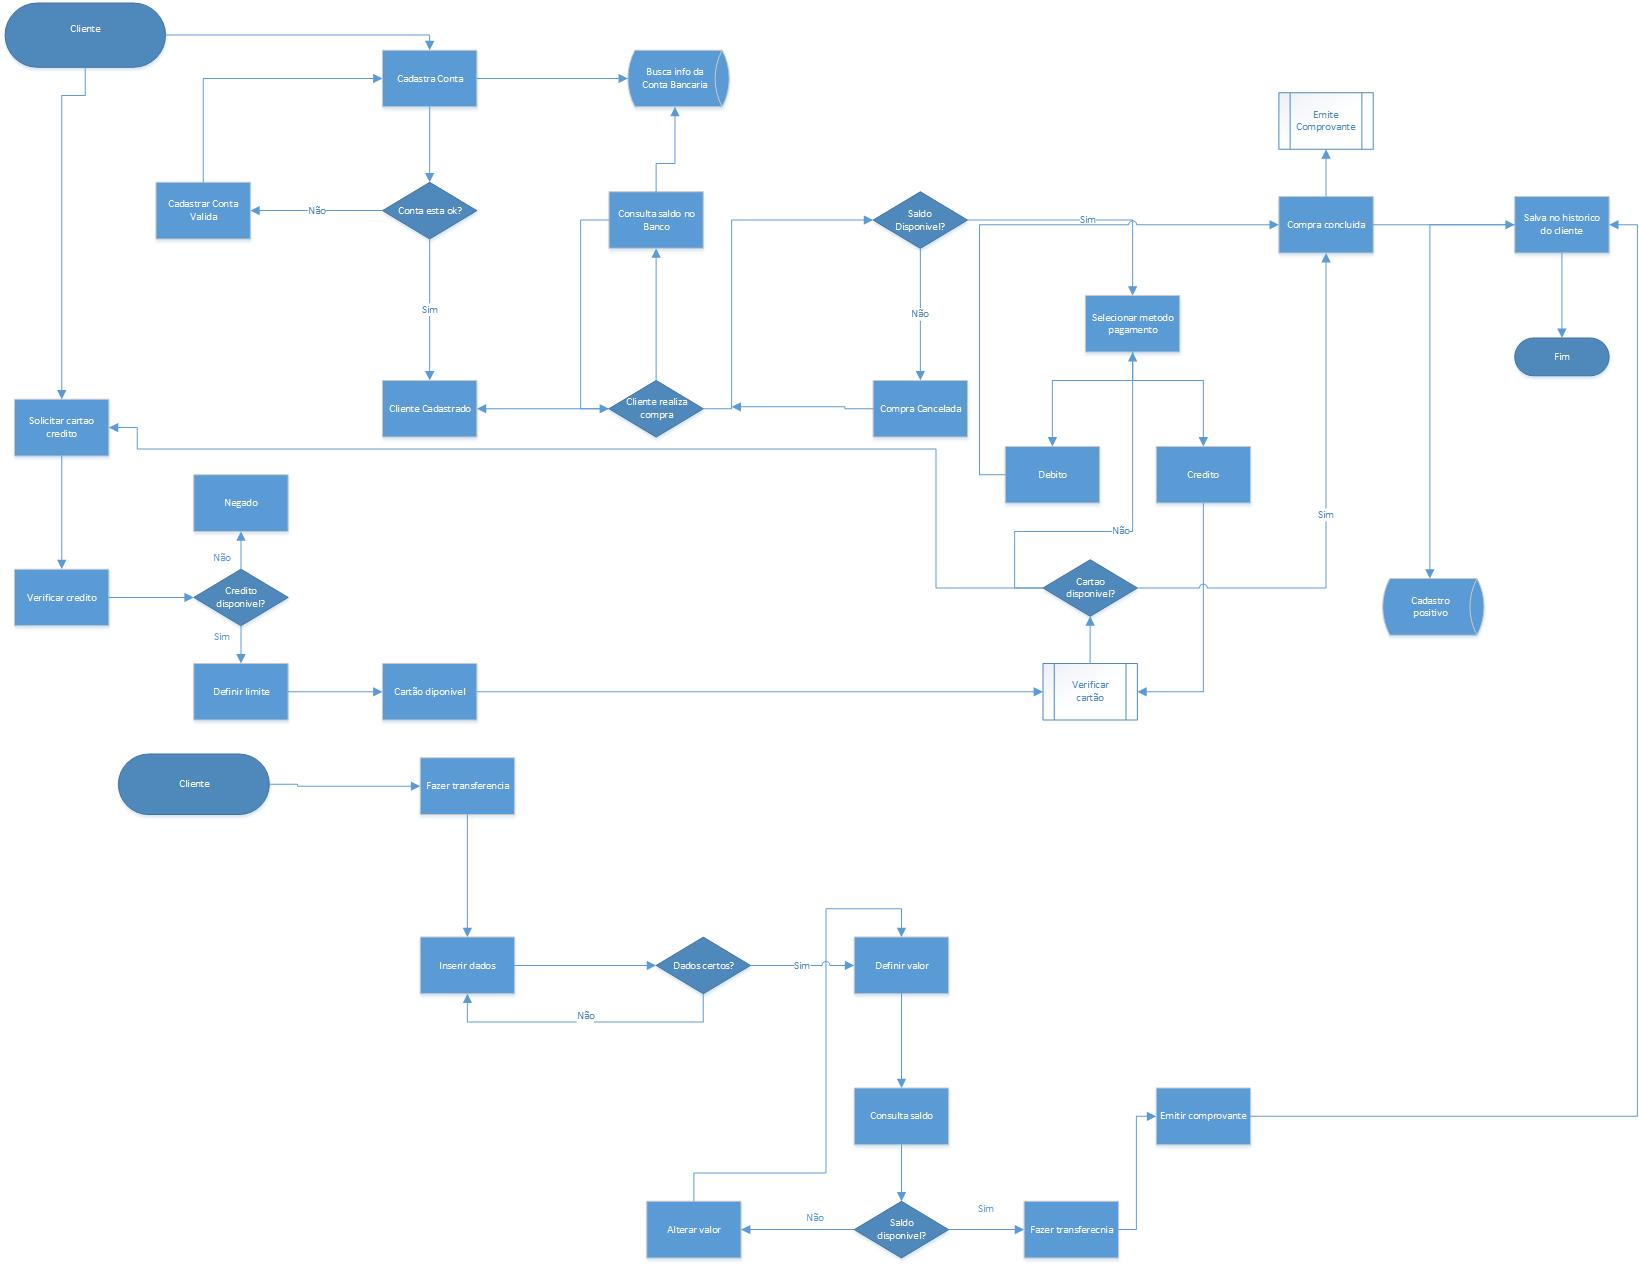 Cliente
Cadastra Conta
Busca info da
Conta Bancaria
Emite
Comprovante
Cadastrar Conta
Valida
Não
Conta esta ok?
Consulta saldo no
Banco
Saldo
Disponivel?
Sim
Compra concluida
Salva no historico
do cliente
Sim
Não
Selecionar metodo
pagamento
Fim
Cliente Cadastrado
Cliente realiza
compra
Compra Cancelada
Solicitar cartao
credito
Debito
Credito
Negado
Sim
Não
Não
Verificar credito
Credito
disponivel?
Cartao
disponivel?
Cadastro
positivo
Sim
Definir limite
Cartão diponivel
Verificar
cartão
Cliente
Fazer transferencia
Inserir dados
Dados certos?
Sim
Definir valor
Não
Consulta saldo
Emitir comprovante
Alterar valor
Não
Saldo
disponivel?
Sim
Fazer transferecnia